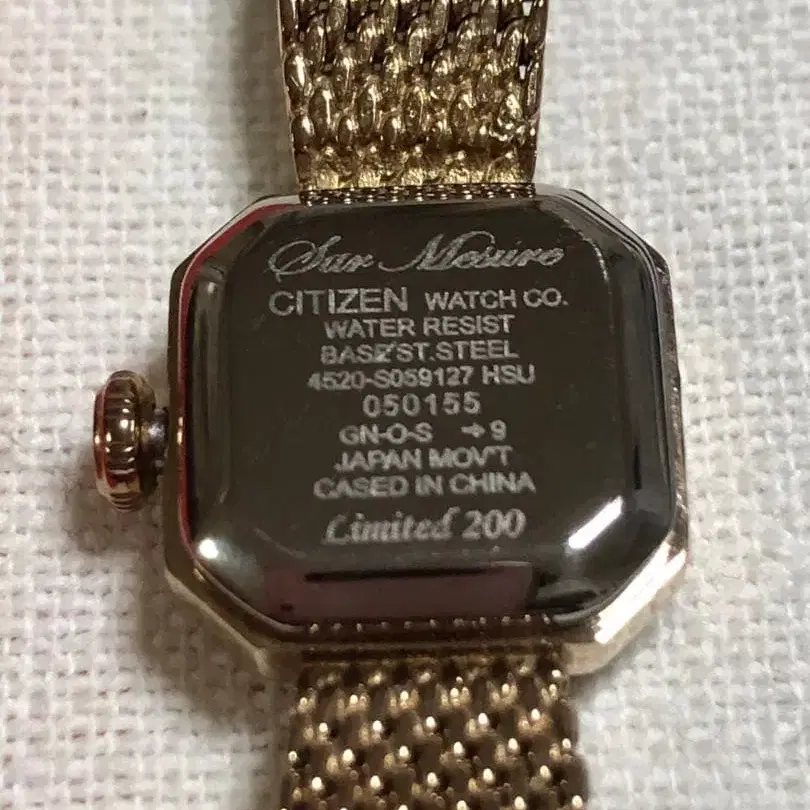 Sur Mesure
CITIZEN WATCH CO.
WATER RESIST
BASE ST.STEEL
4520-S059127 HSU
050155
GN-O-S →9
JAPAN MOV'T
CASED IN CHINA
Limited 200